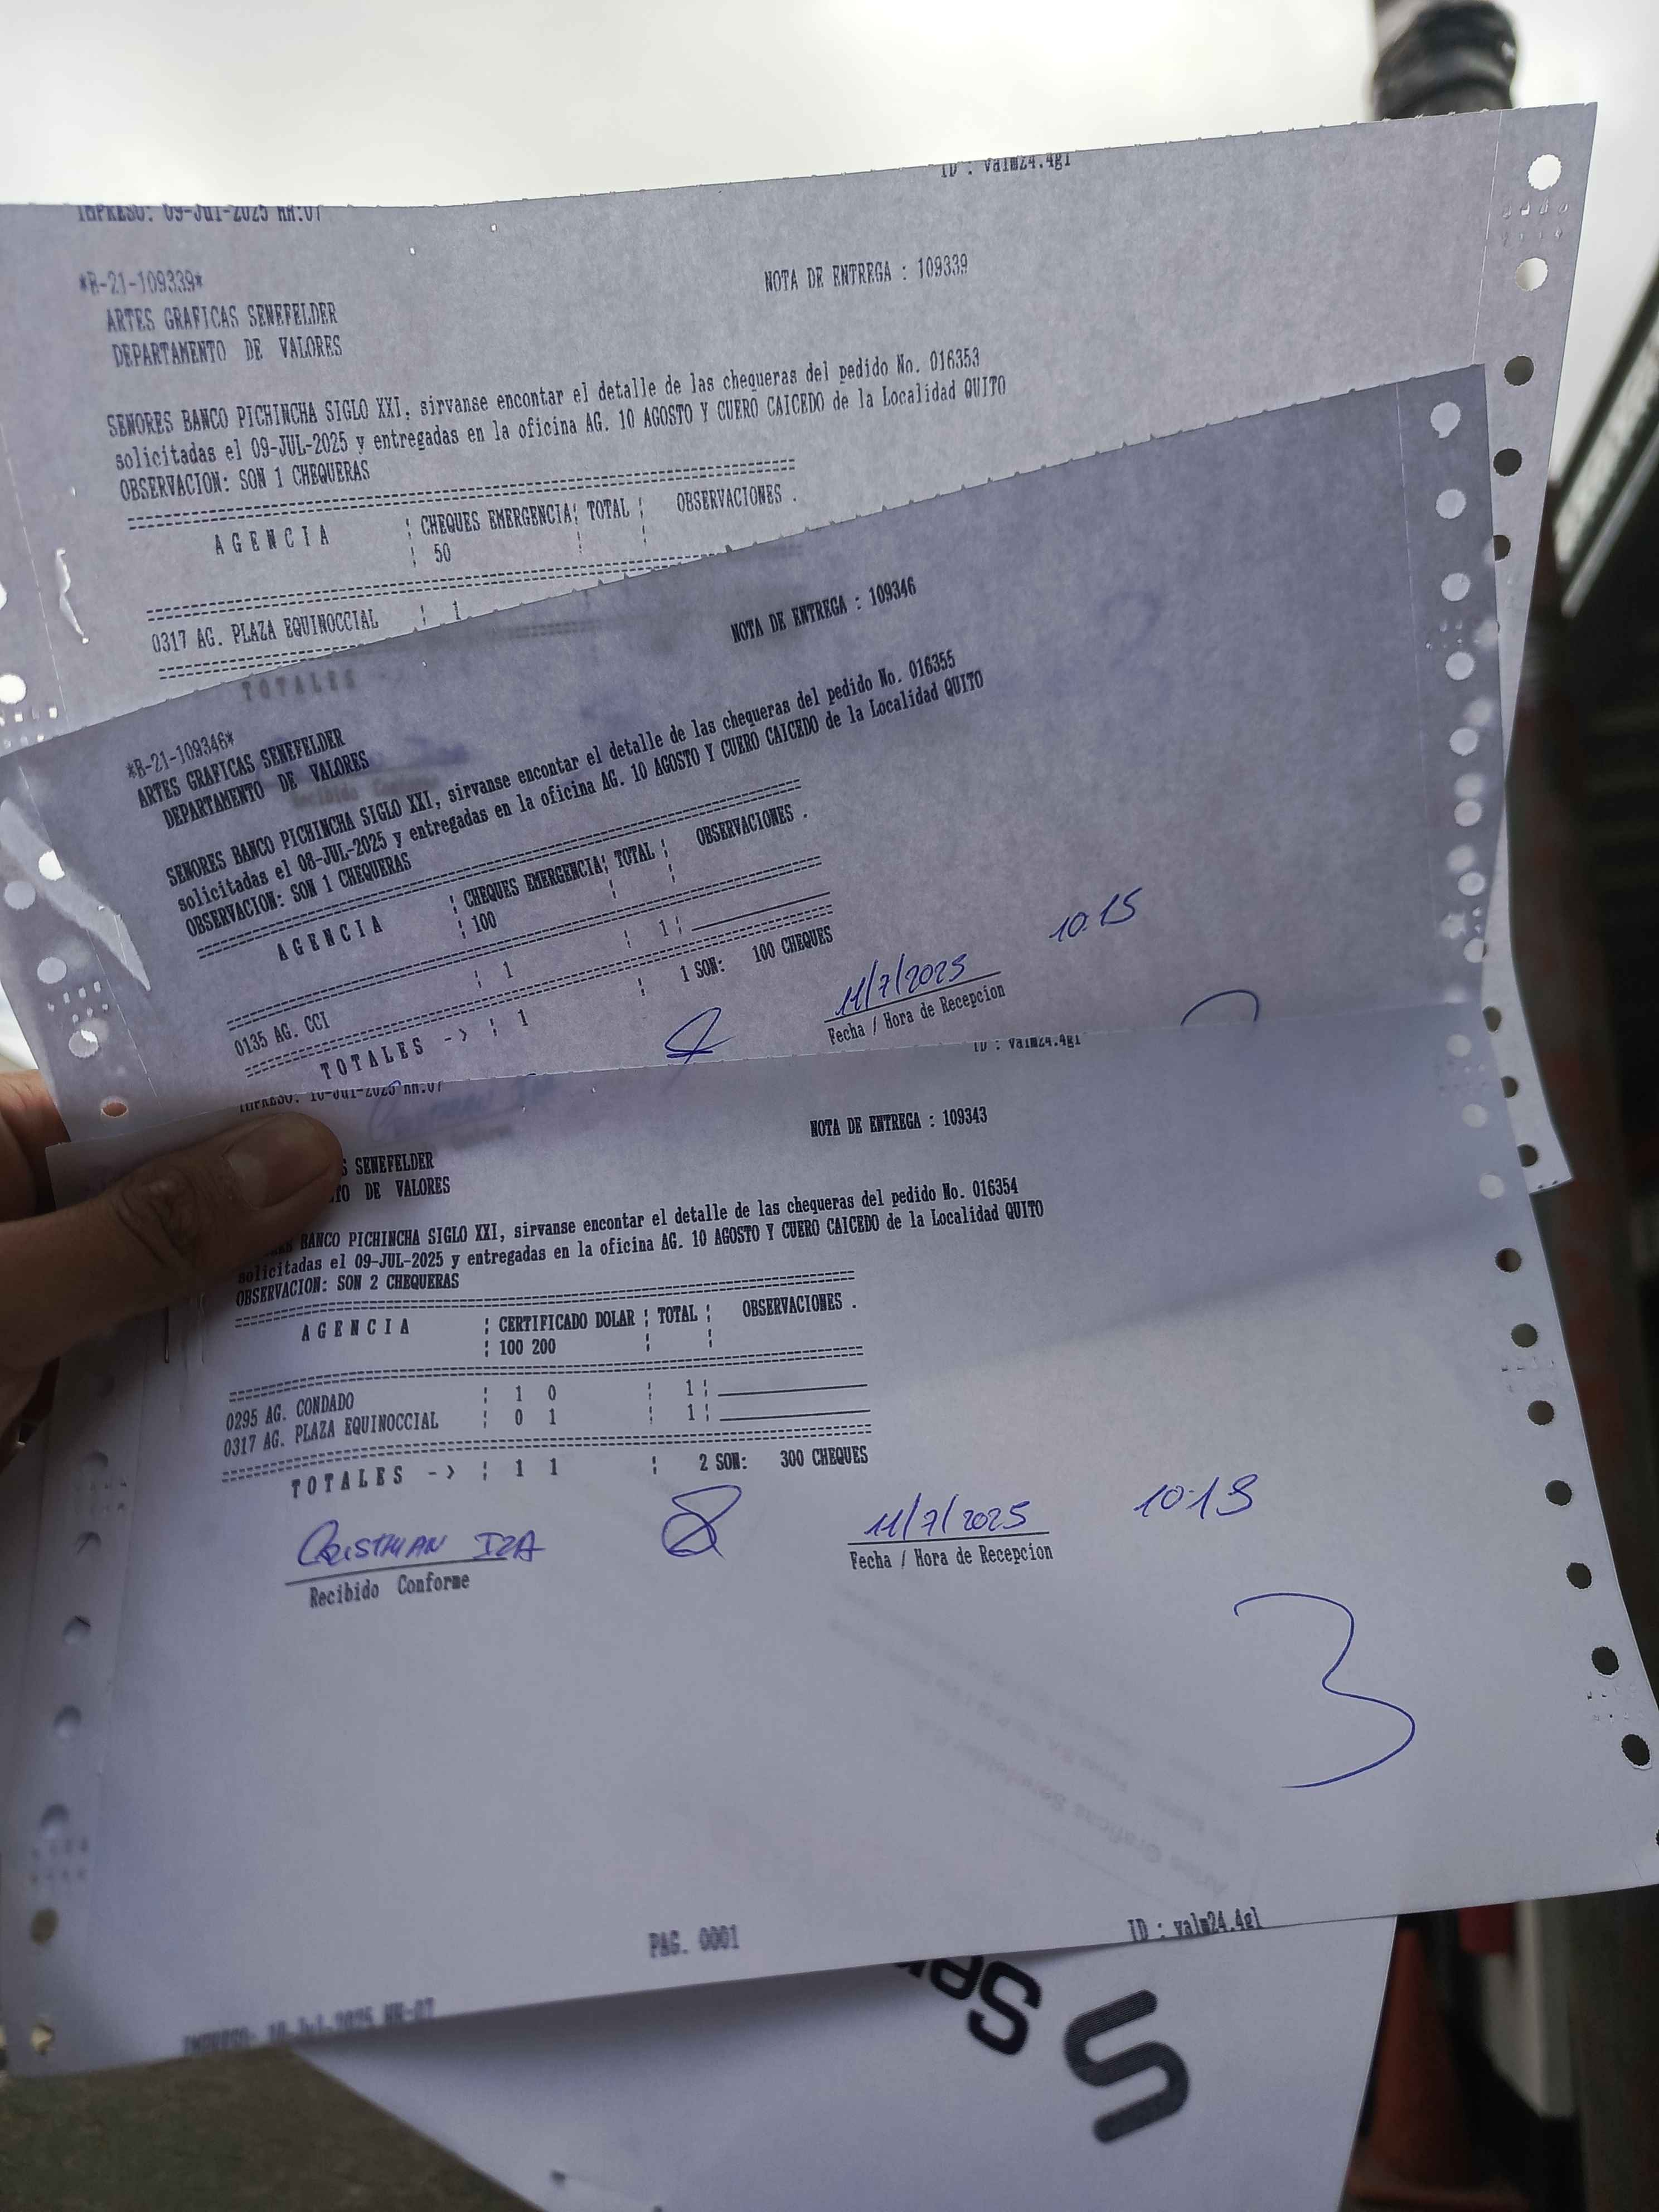 ID : valm24.4gl
IMPRESO: 09-Jul-2025 HH:07
*B-21-109339*
NOTA DE ENTREGA : 109339
ARTES GRAFICAS SENEFELDER
DEPARTAMENTO DE VALORES
SENORES BANCO PICHINCHA SIGLO XXI, sirvanse encontar el detalle de las chequeras del pedido No. 016353
solicitadas el 09-JUL-2025 y entregadas en la oficina AG. 10 AGOSTO Y CUERO CAICEDO de la Localidad QUITO
OBSERVACION: SON 1 CHEQUERAS
A G E N C I A ¦ CHEQUES EMERGENCIA¦ TOTAL ¦ OBSERVACIONES .
¦ 50 ¦ ¦
0317 AG. PLAZA EQUINOCCIAL ¦ 1
T O T A L E S -
NOTA DE ENTREGA : 109346
*B-21-109346*
ARTES GRAFICAS SENEFELDER
DEPARTAMENTO DE VALORES
SENORES BANCO PICHINCHA SIGLO XXI, sirvanse encontar el detalle de las chequeras del pedido No. 016355
solicitadas el 08-JUL-2025 y entregadas en la oficina AG. 10 AGOSTO Y CUERO CAICEDO de la Localidad QUITO
OBSERVACION: SON 1 CHEQUERAS
A G E N C I A ¦ CHEQUES EMERGENCIA¦ TOTAL ¦ OBSERVACIONES .
¦ 100 ¦ ¦
0135 AG. CCI ¦ 1 ¦ 1¦
T O T A L E S -> ¦ 1 ¦ 1 SON: 100 CHEQUES
11/7/2025 10:15
Fecha / Hora de Recepcion
ID : valm24.4gl
IMPRESO: 10-Jul-2025 HH:07
NOTA DE ENTREGA : 109343
SENEFELDER
DE VALORES
BANCO PICHINCHA SIGLO XXI, sirvanse encontar el detalle de las chequeras del pedido No. 016354
solicitadas el 09-JUL-2025 y entregadas en la oficina AG. 10 AGOSTO Y CUERO CAICEDO de la Localidad QUITO
OBSERVACION: SON 2 CHEQUERAS
A G E N C I A ¦ CERTIFICADO DOLAR ¦ TOTAL ¦ OBSERVACIONES .
¦ 100 200 ¦ ¦
0295 AG. CONDADO ¦ 1 0 ¦ 1¦
0317 AG. PLAZA EQUINOCCIAL ¦ 0 1 ¦ 1¦
T O T A L E S -> ¦ 1 1 ¦ 2 SON: 300 CHEQUES
CRISTHIAN IZA 11/7/2025
Recibido Conforme Fecha / Hora de Recepcion
3
PAG. 0001 ID : valm24.4gl
IMPRESO: 10-Jul-2025 HH:07